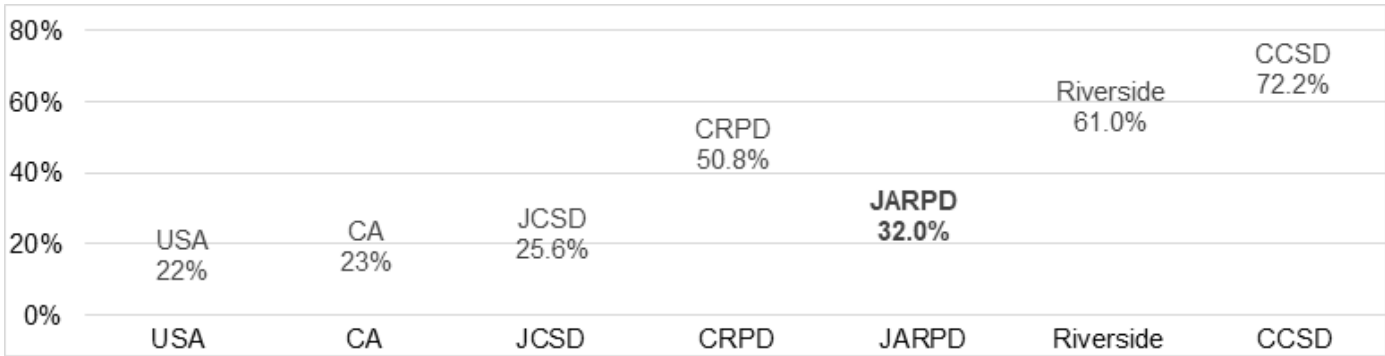 80%
60%
40%
20%
0%
USA
22%
CA
23%
JCSD
25.6%
CRPD
50.8%
JARPD
32.0%
Riverside
61.0%
CCSD
72.2%
USA CA JCSD CRPD JARPD Riverside CCSD